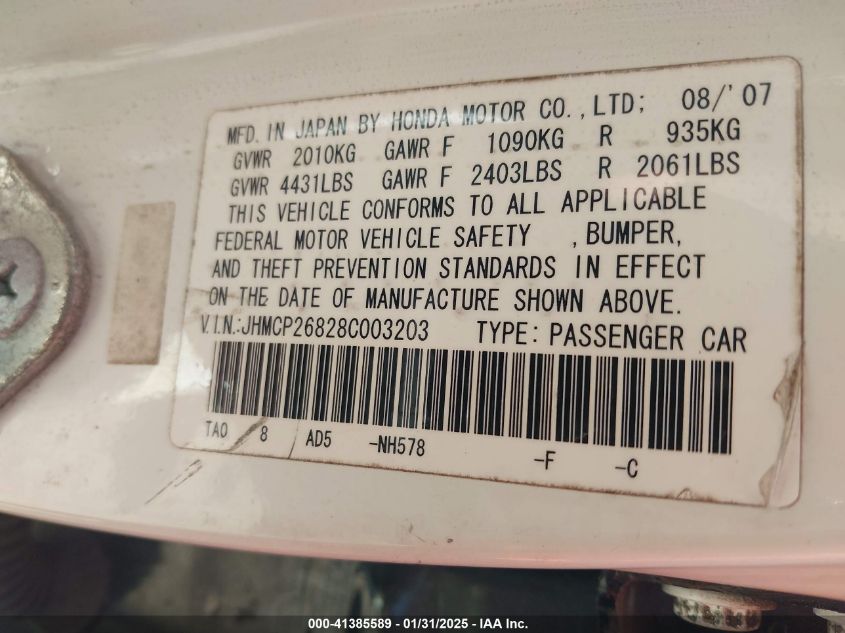 MFD. IN JAPAN BY HONDA MOTOR CO.,LTD; 08/'07
GVWR 2010KG GAWR F 1090KG R 935KG
GVWR 4431LBS GAWR F 2403LBS R 2061LBS
THIS VEHICLE CONFORMS TO ALL APPLICABLE
FEDERAL MOTOR VEHICLE SAFETY , BUMPER,
AND THEFT PREVENTION STANDARDS IN EFFECT
ON THE DATE OF MANUFACTURE SHOWN ABOVE.
V.I.N.:JHMCP26828C003203 TYPE: PASSENGER CAR
TA0 8 AD5 -NH578 -F -C
000-41385589 - 01/31/2025 - IAA Inc.